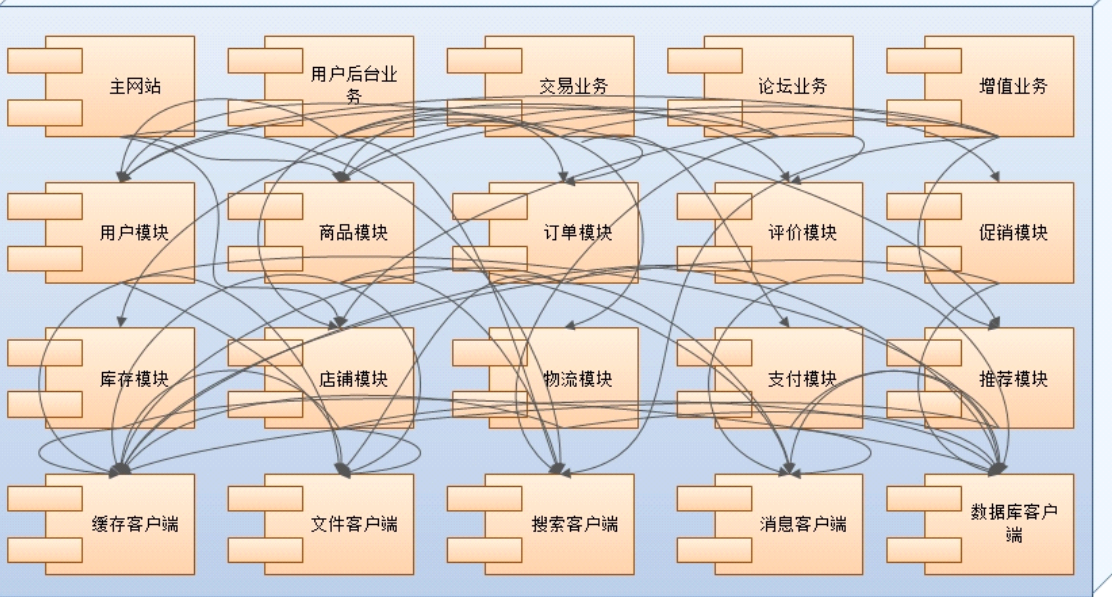 主网站
用户后台业
务
交易业务
论坛业务
增值业务
用户模块
商品模块
订单模块
评价模块
促销模块
库存模块
店铺模块
物流模块
支付模块
推荐模块
缓存客户端
文件客户端
搜索客户端
消息客户端
数据库客户
端